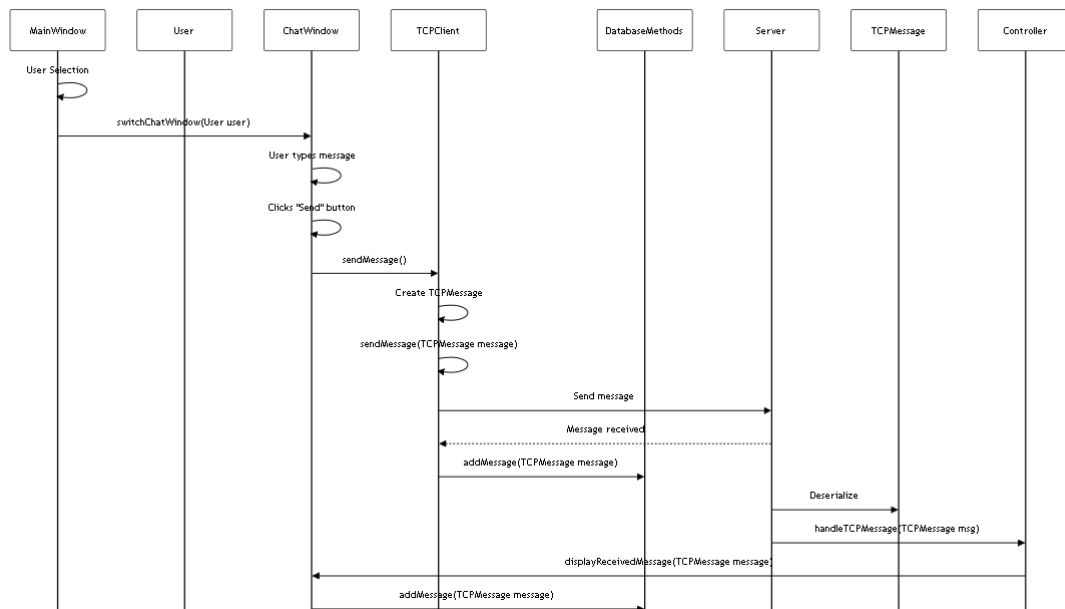 MainWindow
User
ChatWindow
TCPClient
DatabaseMethods
Server
TCPMessage
Controller
User Selection
switchChatWindow(User user)
User types message
Clicks "Send" button
sendMessage()
Create TCPMessage
sendMessage(TCPMessage message)
Send message
Message received
addMessage(TCPMessage message)
Deserialize
handleTCPMessage(TCPMessage msg)
displayReceivedMessage(TCPMessage message)
addMessage(TCPMessage message)